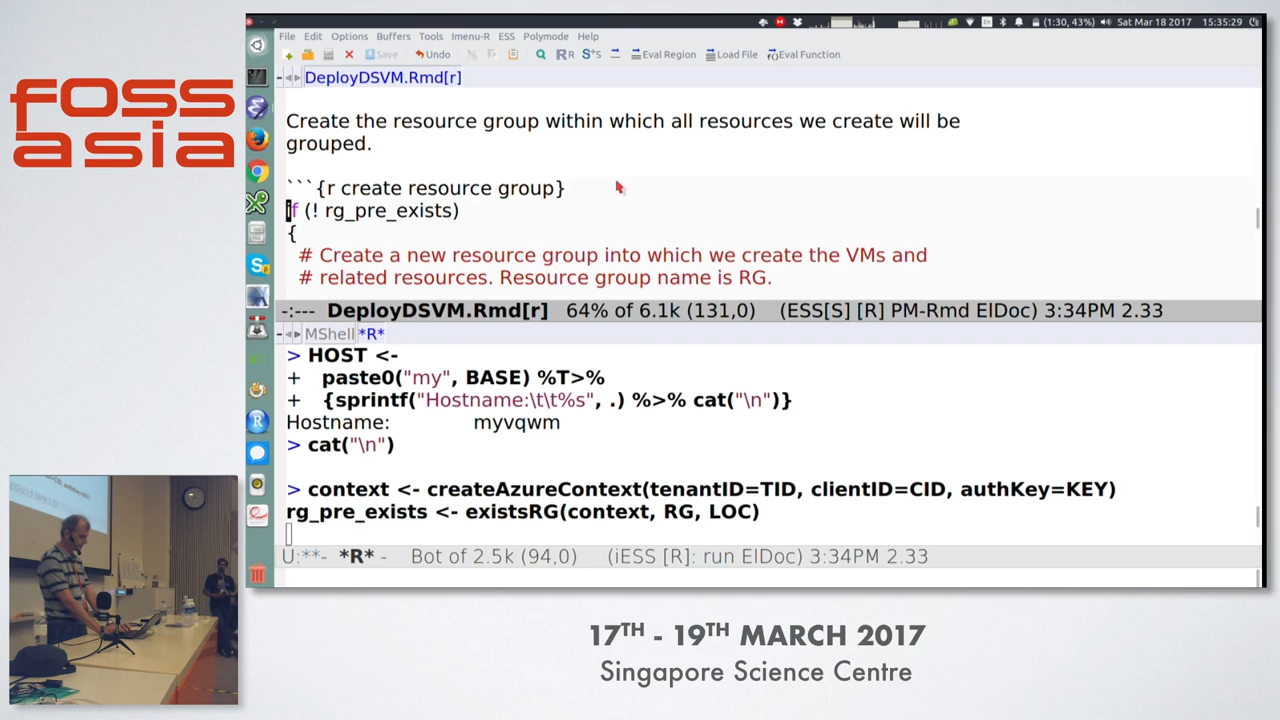 foss
asia
(1:30, 43%) Sat Mar 18 2017 15:35:29
File Edit Options Buffers Tools Imenu-R ESS Polymode Help
Save Undo Eval Region Load File Eval Function
DeployDSVM.Rmd[r]
Create the resource group within which all resources we create will be
grouped.
```{r create resource group}
if (! rg_pre_exists)
{
# Create a new resource group into which we create the VMs and
# related resources. Resource group name is RG.
-:--- DeployDSVM.Rmd[r] 64% of 6.1k (131,0) (ESS[S] [R] PM-Rmd ElDoc) 3:34PM 2.33
MShell *R*
> HOST <-
+ paste0("my", BASE) %T>%
+ {sprintf("Hostname:\t\t%s", .) %>% cat("\n")}
Hostname: myvqwm
> cat("\n")
> context <- createAzureContext(tenantID=TID, clientID=CID, authKey=KEY)
rg_pre_exists <- existsRG(context, RG, LOC)
U:**- *R* - Bot of 2.5k (94,0) (iESS [R]: run ElDoc) 3:34PM 2.33
17TH - 19TH MARCH 2017
Singapore Science Centre